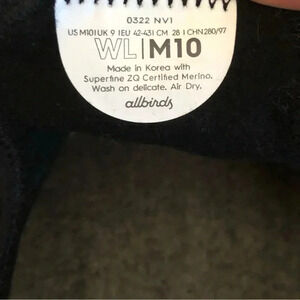 0322 NV1
US M10 | UK 9 | EU 42-43 | CM 28 | CHN280/97
WL|M10
Made in Korea with
Superfine ZQ Certified Merino.
Wash on delicate. Air Dry.
allbirds